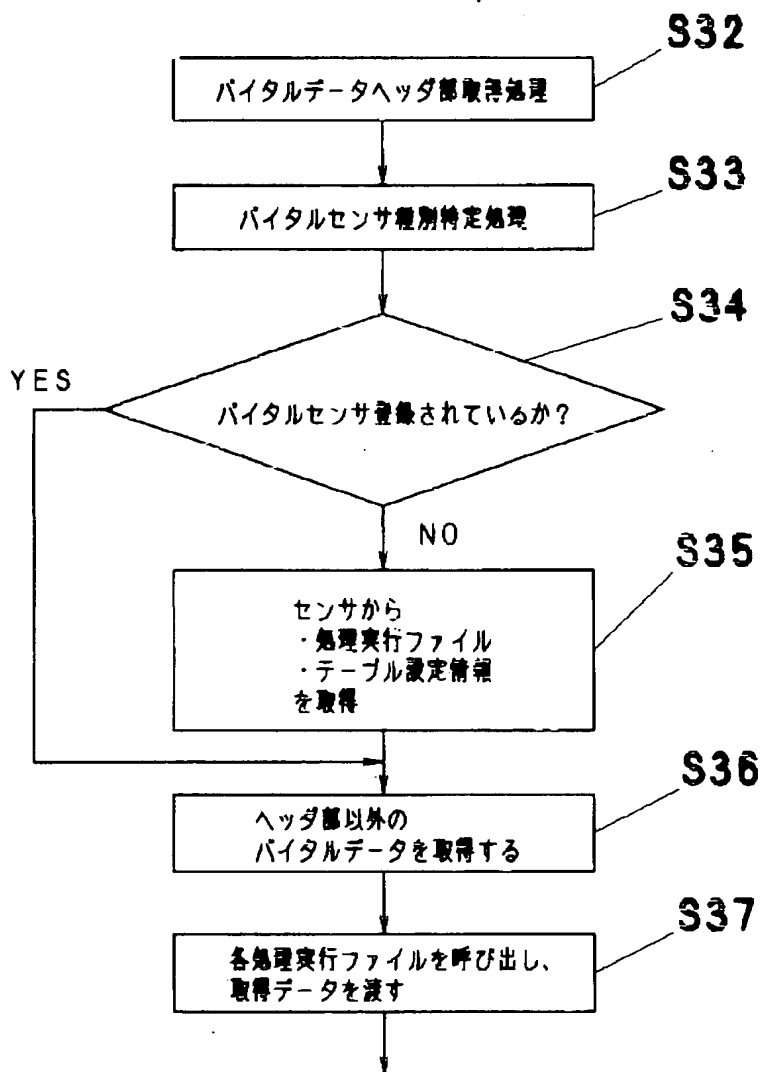 S32
バイタルデータヘッダ部取得処理
S33
バイタルセンサ種別特定処理
S34
YES
バイタルセンサ登録されているか？
NO
S35
センサから
・処理実行ファイル
・テーブル設定情報
を取得
S36
ヘッダ部以外の
バイタルデータを取得する
S37
各処理実行ファイルを呼び出し、
取得データを渡す